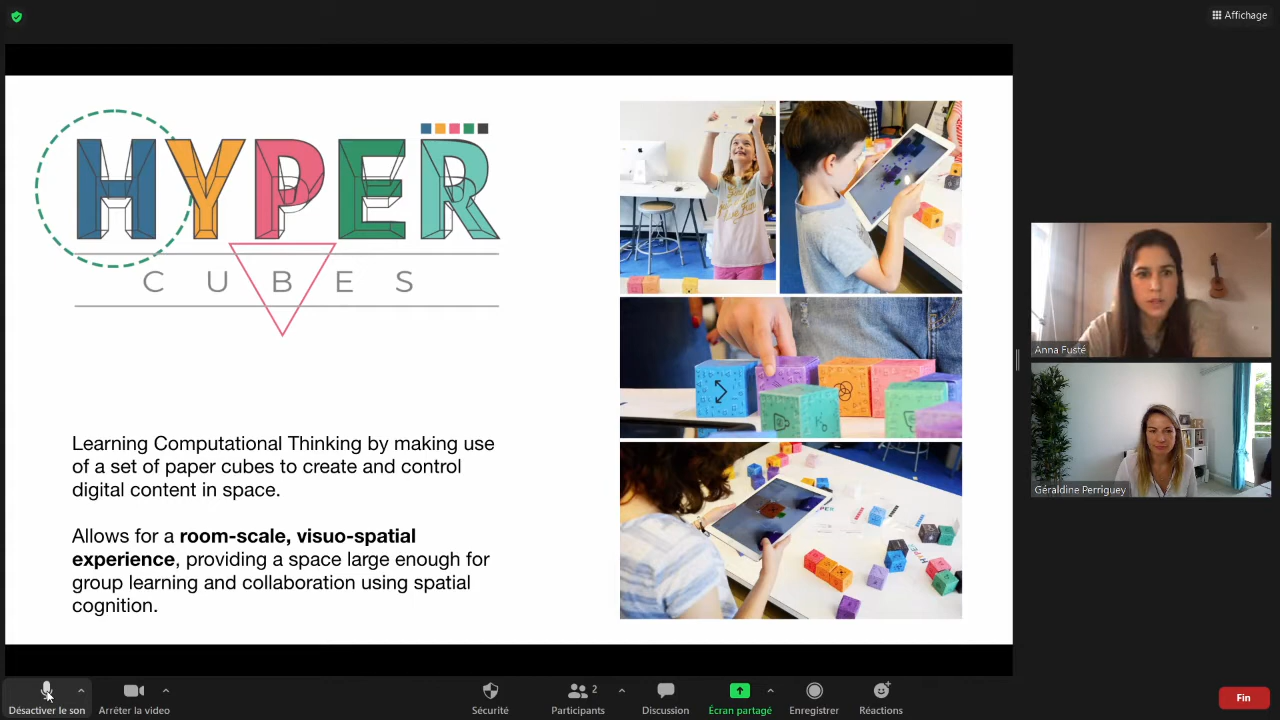 Affichage
HYPER
CUBES
Learning Computational Thinking by making use
of a set of paper cubes to create and control
digital content in space.
Allows for a room-scale, visuo-spatial
experience, providing a space large enough for
group learning and collaboration using spatial
cognition.
Anna Fusté
Géraldine Perriguey
Désactiver le son
Arrêter la video
Sécurité
2
Participants
Discussion
Écran partagé
Enregistrer
Réactions
Fin